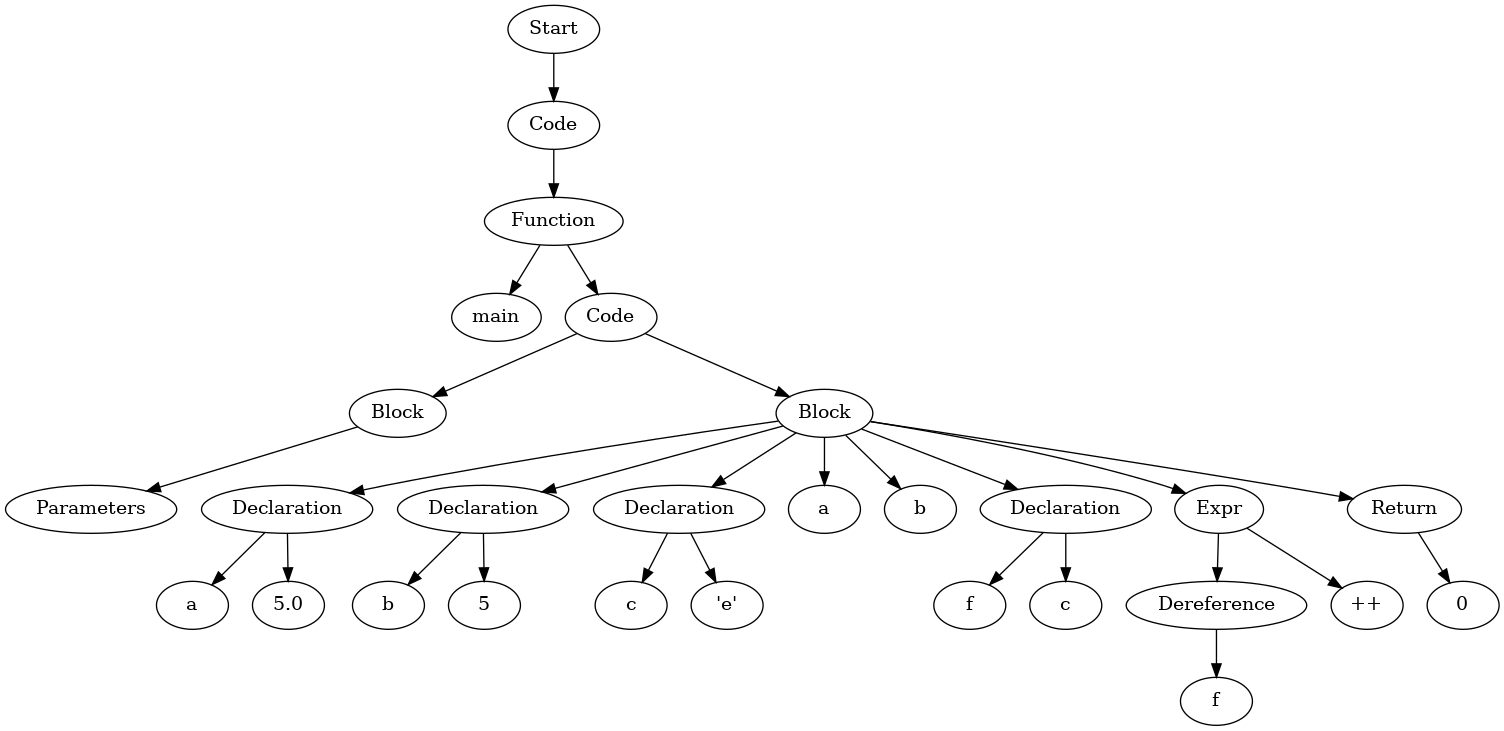 Start
Code
Function
main Code
Block Block
Parameters Declaration Declaration Declaration a b Declaration Expr Return
a 5.0 b 5 c 'e' f c Dereference ++ 0
f